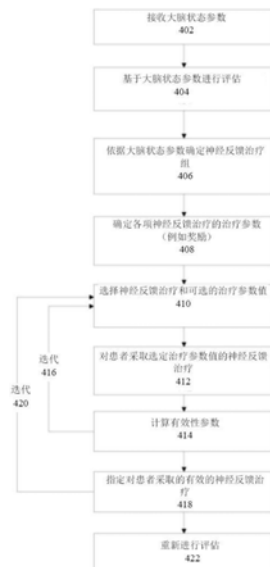 接收大脑状态参数
402
基于大脑状态参数进行评估
404
依据大脑状态参数确定神经反馈治疗
组
406
确定各项神经反馈治疗的治疗参数
（例如奖励）
408
选择神经反馈治疗和可选的治疗参数值
410
迭代
416
迭代
420
对患者采取选定治疗参数值的神经反馈
治疗
412
计算有效性参数
414
指定对患者采取的有效的神经反馈治
疗
418
重新进行评估
422